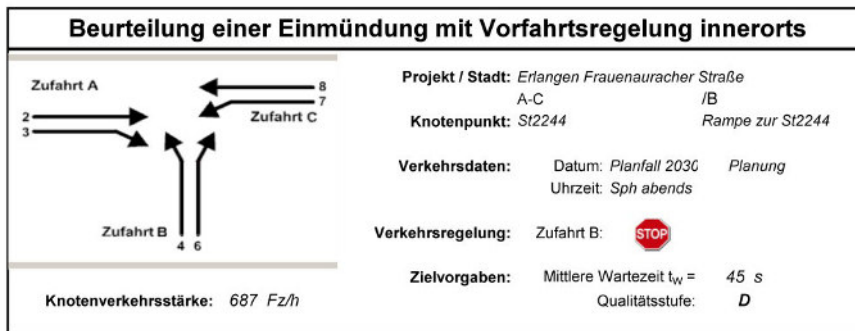 Beurteilung einer Einmündung mit Vorfahrtsregelung innerorts
Zufahrt A
8
7
2
3
Zufahrt C
Zufahrt B
4 6
Knotenverkehrsstärke: 687 Fz/h
Projekt / Stadt: Erlangen Frauenauracher Straße
A-C /B
Knotenpunkt: St2244 Rampe zur St2244
Verkehrsdaten: Datum: Planfall 2030 Planung
Uhrzeit: Sph abends
Verkehrsregelung: Zufahrt B: STOP
Zielvorgaben: Mittlere Wartezeit tw = 45 s
Qualitätsstufe: D